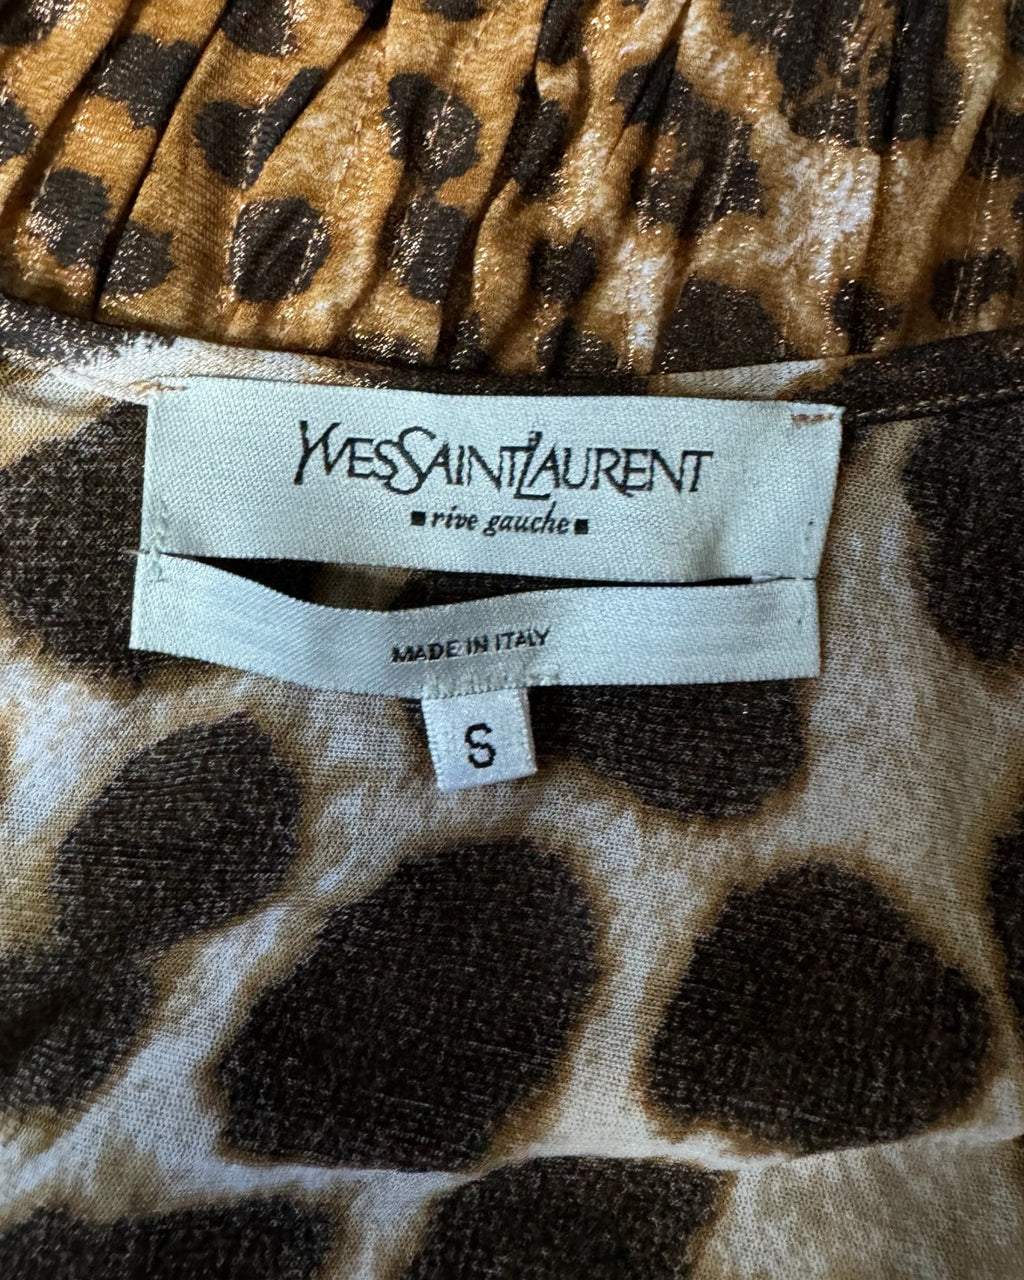 YVESSAINTLAURENT
▪rive gauche▪
MADE IN ITALY
S